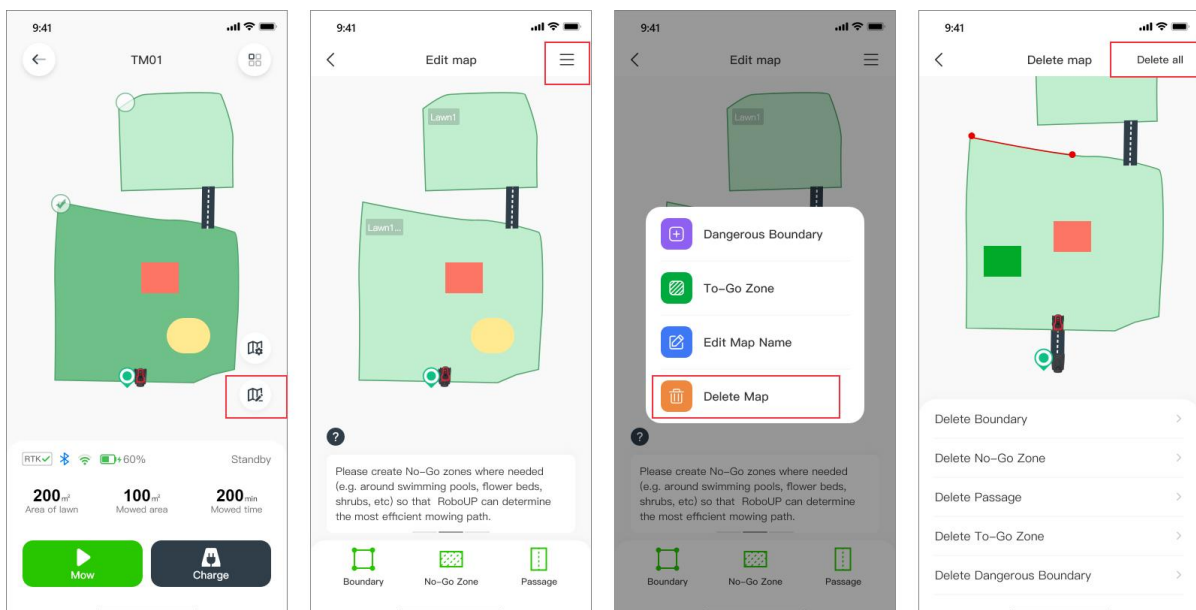 9:41
TM01
RTK
60%
Standby
200 m²
Area of lawn
100 m²
Mowed area
200 min
Mowed time
Mow
Charge
9:41
Edit map
Lawn1
Lawn1...
?
Please create No-Go zones where needed
(e.g. around swimming pools, flower beds,
shrubs, etc) so that RoboUP can determine
the most efficient mowing path.
Boundary
No-Go Zone
Passage
9:41
Edit map
Lawn1
Dangerous Boundary
To-Go Zone
Edit Map Name
Delete Map
?
Please create No-Go zones where needed
(e.g. around swimming pools, flower beds,
shrubs, etc) so that RoboUP can determine
the most efficient mowing path.
Boundary
No-Go Zone
Passage
9:41
Delete map
Delete all
Delete Boundary
Delete No-Go Zone
Delete Passage
Delete To-Go Zone
Delete Dangerous Boundary